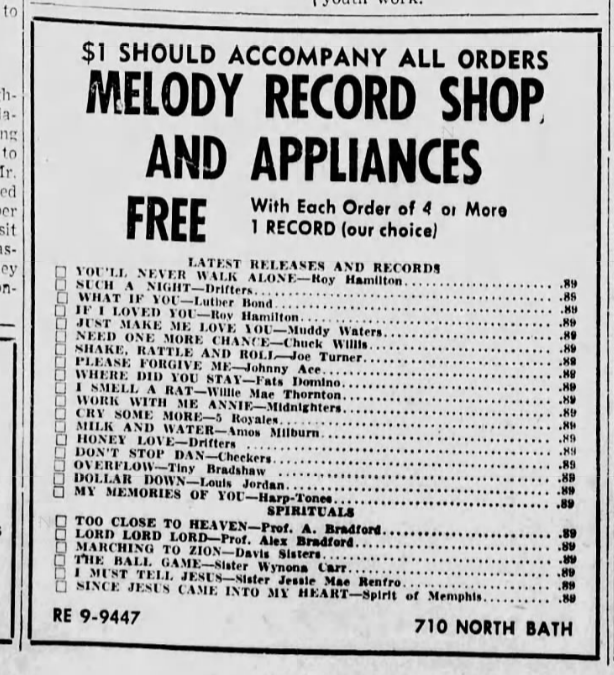 to
youth work.
h-
a-
ng
to
Ir.
ed
er
sit
as-
ey
on-
$1 SHOULD ACCOMPANY ALL ORDERS
MELODY RECORD SHOP
AND APPLIANCES
FREE With Each Order of 4 or More
1 RECORD (our choice)
LATEST RELEASES AND RECORDS
YOU'LL NEVER WALK ALONE—Roy Hamilton .89
SUCH A NIGHT—Drifters .88
WHAT IF YOU—Luther Bond .89
IF I LOVED YOU—Roy Hamilton .89
JUST MAKE ME LOVE YOU—Muddy Waters .89
NEED ONE MORE CHANCE—Chuck Willis .89
SHAKE, RATTLE AND ROLL—Joe Turner .89
PLEASE FORGIVE ME—Johnny Ace .89
WHERE DID YOU STAY—Fats Domino .89
I SMELL A RAT—Willie Mae Thornton .89
WORK WITH ME ANNIE—Midnighters .89
CRY SOME MORE—5 Royales .89
MILK AND WATER—Amos Milburn .89
HONEY LOVE—Drifters .89
DON'T STOP DAN—Checkers .89
OVERFLOW—Tiny Bradshaw .89
DOLLAR DOWN—Louis Jordan .89
MY MEMORIES OF YOU—Harp-Tones .89
SPIRITUALS
TOO CLOSE TO HEAVEN—Prof. A. Bradford .89
LORD LORD LORD—Prof. Alex Bradford .89
MARCHING TO ZION—Davis Sisters .89
THE BALL GAME—Sister Wynona Carr .89
I MUST TELL JESUS—Sister Jessie Mae Renfro .89
SINCE JESUS CAME INTO MY HEART—Spirit of Memphis .89
RE 9-9447 710 NORTH BATH